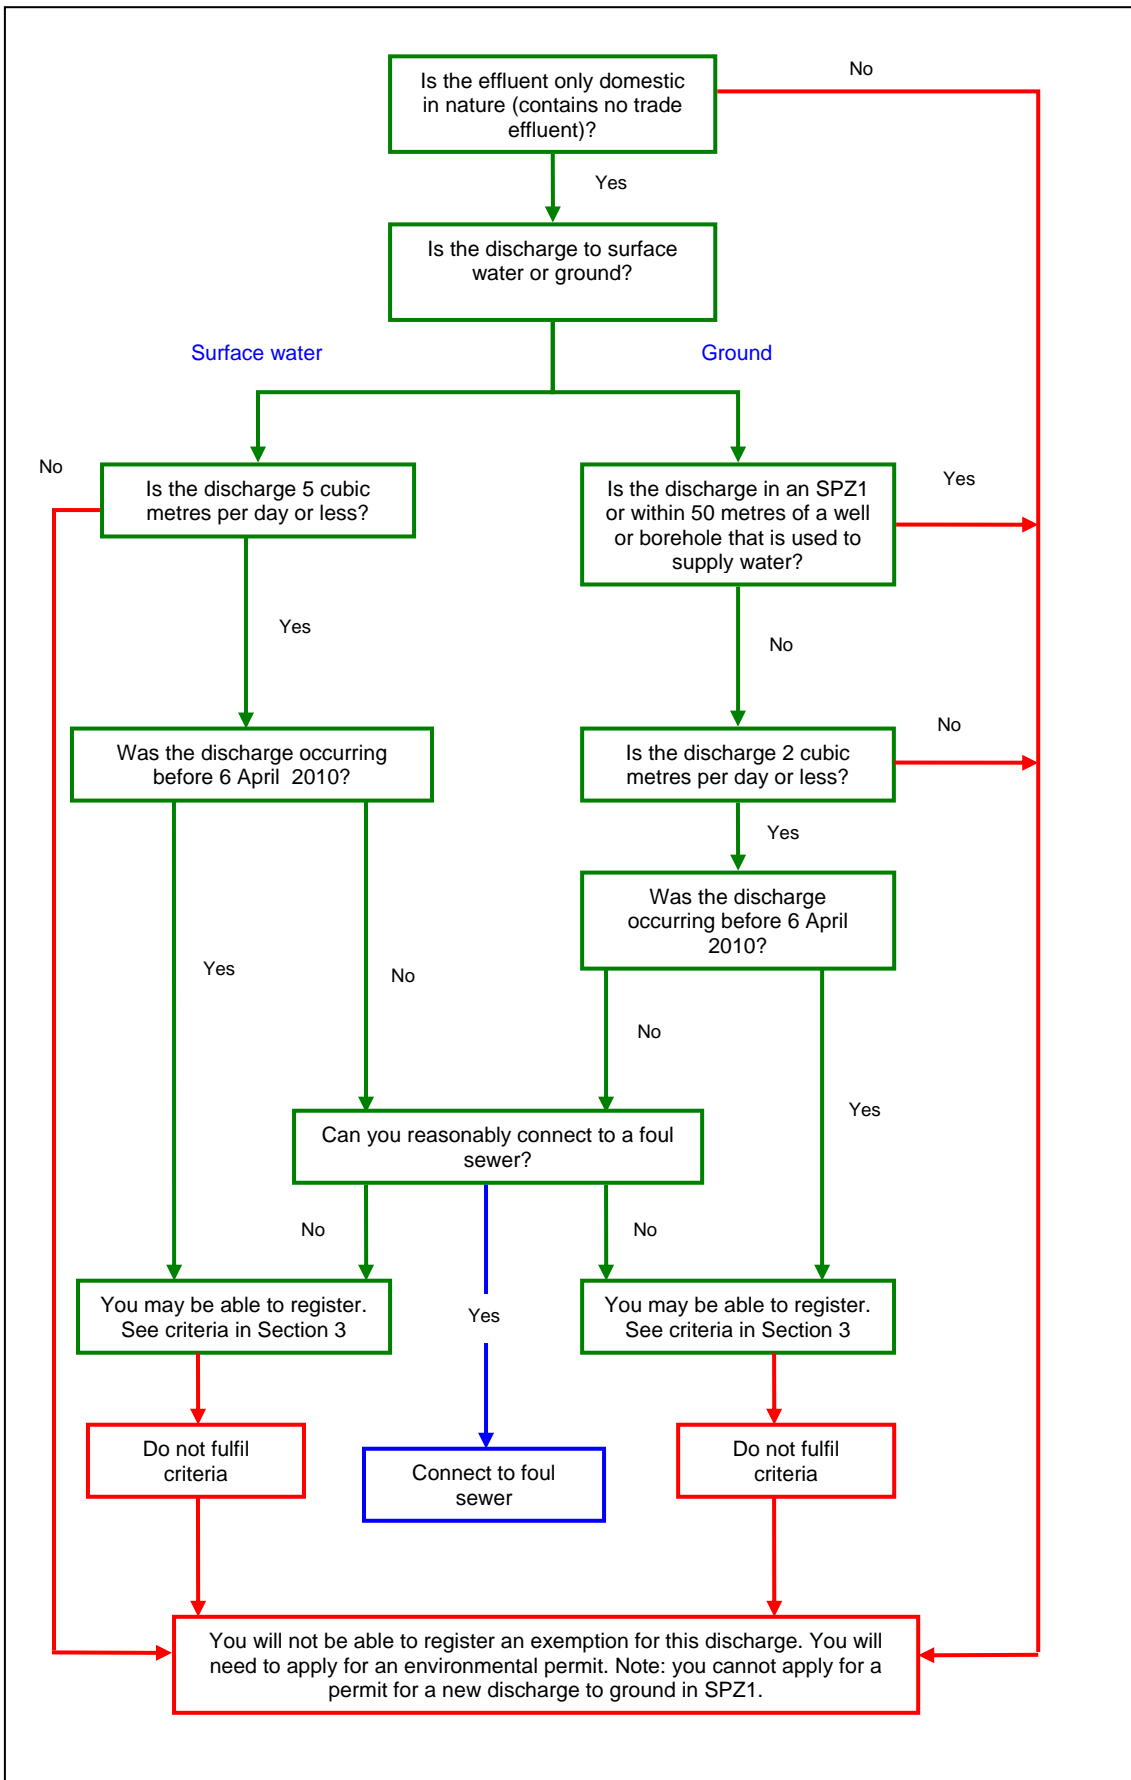 Is the effluent only domestic
in nature (contains no trade
effluent)?
No
Yes
Is the discharge to surface
water or ground?
Surface water
Ground
No
Is the discharge 5 cubic
metres per day or less?
Is the discharge in an SPZ1
or within 50 metres of a well
or borehole that is used to
supply water?
Yes
Yes
No
Was the discharge occurring
before 6 April  2010?
Is the discharge 2 cubic
metres per day or less?
No
Yes
Was the discharge
occurring before 6 April
2010?
Yes
No
No
Yes
Can you reasonably connect to a foul
sewer?
No
No
You may be able to register.
See criteria in Section 3
Yes
You may be able to register.
See criteria in Section 3
Do not fulfil
criteria
Connect to foul
sewer
Do not fulfil
criteria
You will not be able to register an exemption for this discharge. You will
need to apply for an environmental permit. Note: you cannot apply for a
permit for a new discharge to ground in SPZ1.